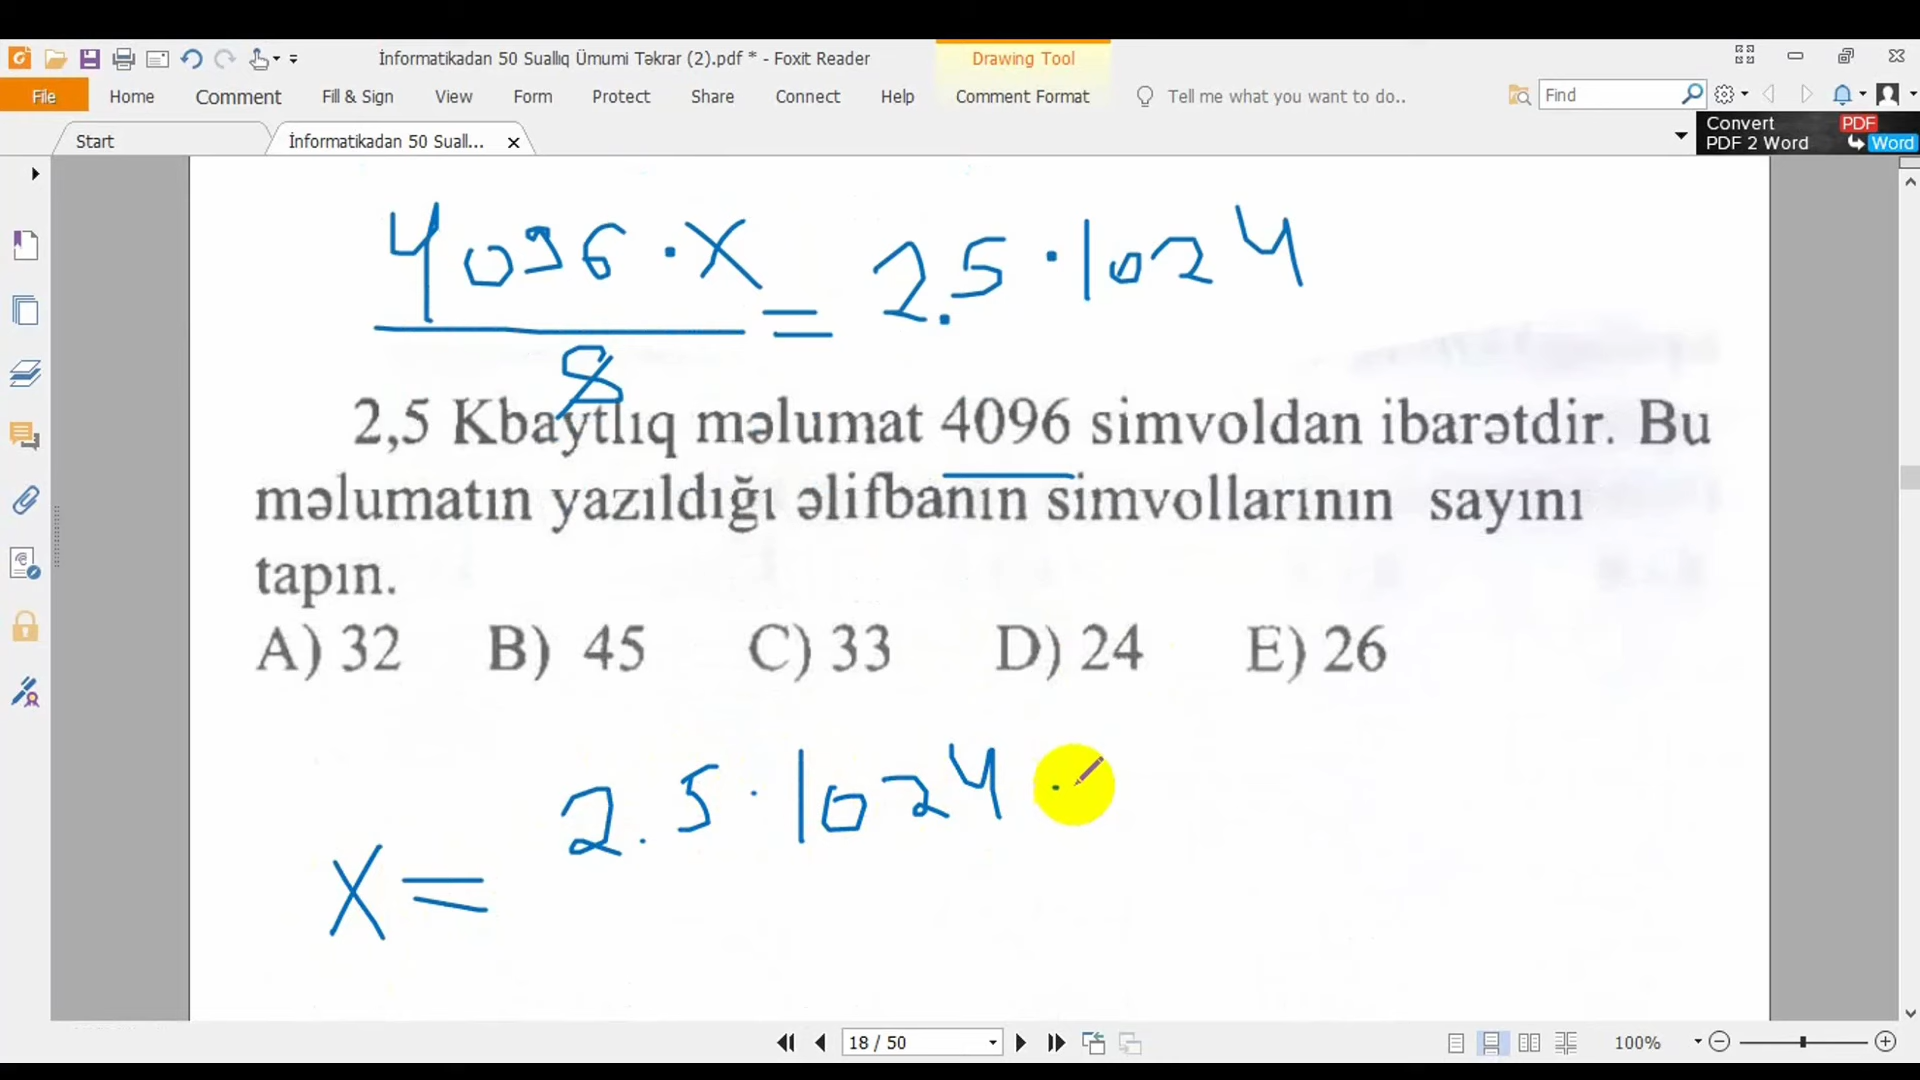 İnformatikadan 50 Suallıq Ümumi Təkrar (2).pdf * - Foxit Reader
Drawing Tool
File Home Comment Fill & Sign View Form Protect Share Connect Help Comment Format Tell me what you want to do.. Find
Start İnformatikadan 50 Suall...
Convert PDF
PDF 2 Word Word
4096 · X = 2.5 · 1024
8
2,5 Kbaytlıq məlumat 4096 simvoldan ibarətdir. Bu
məlumatın yazıldığı əlifbanın simvollarının sayını
tapın.
A) 32 B) 45 C) 33 D) 24 E) 26
2.5 · 1024 ·
X =
18 / 50
100%